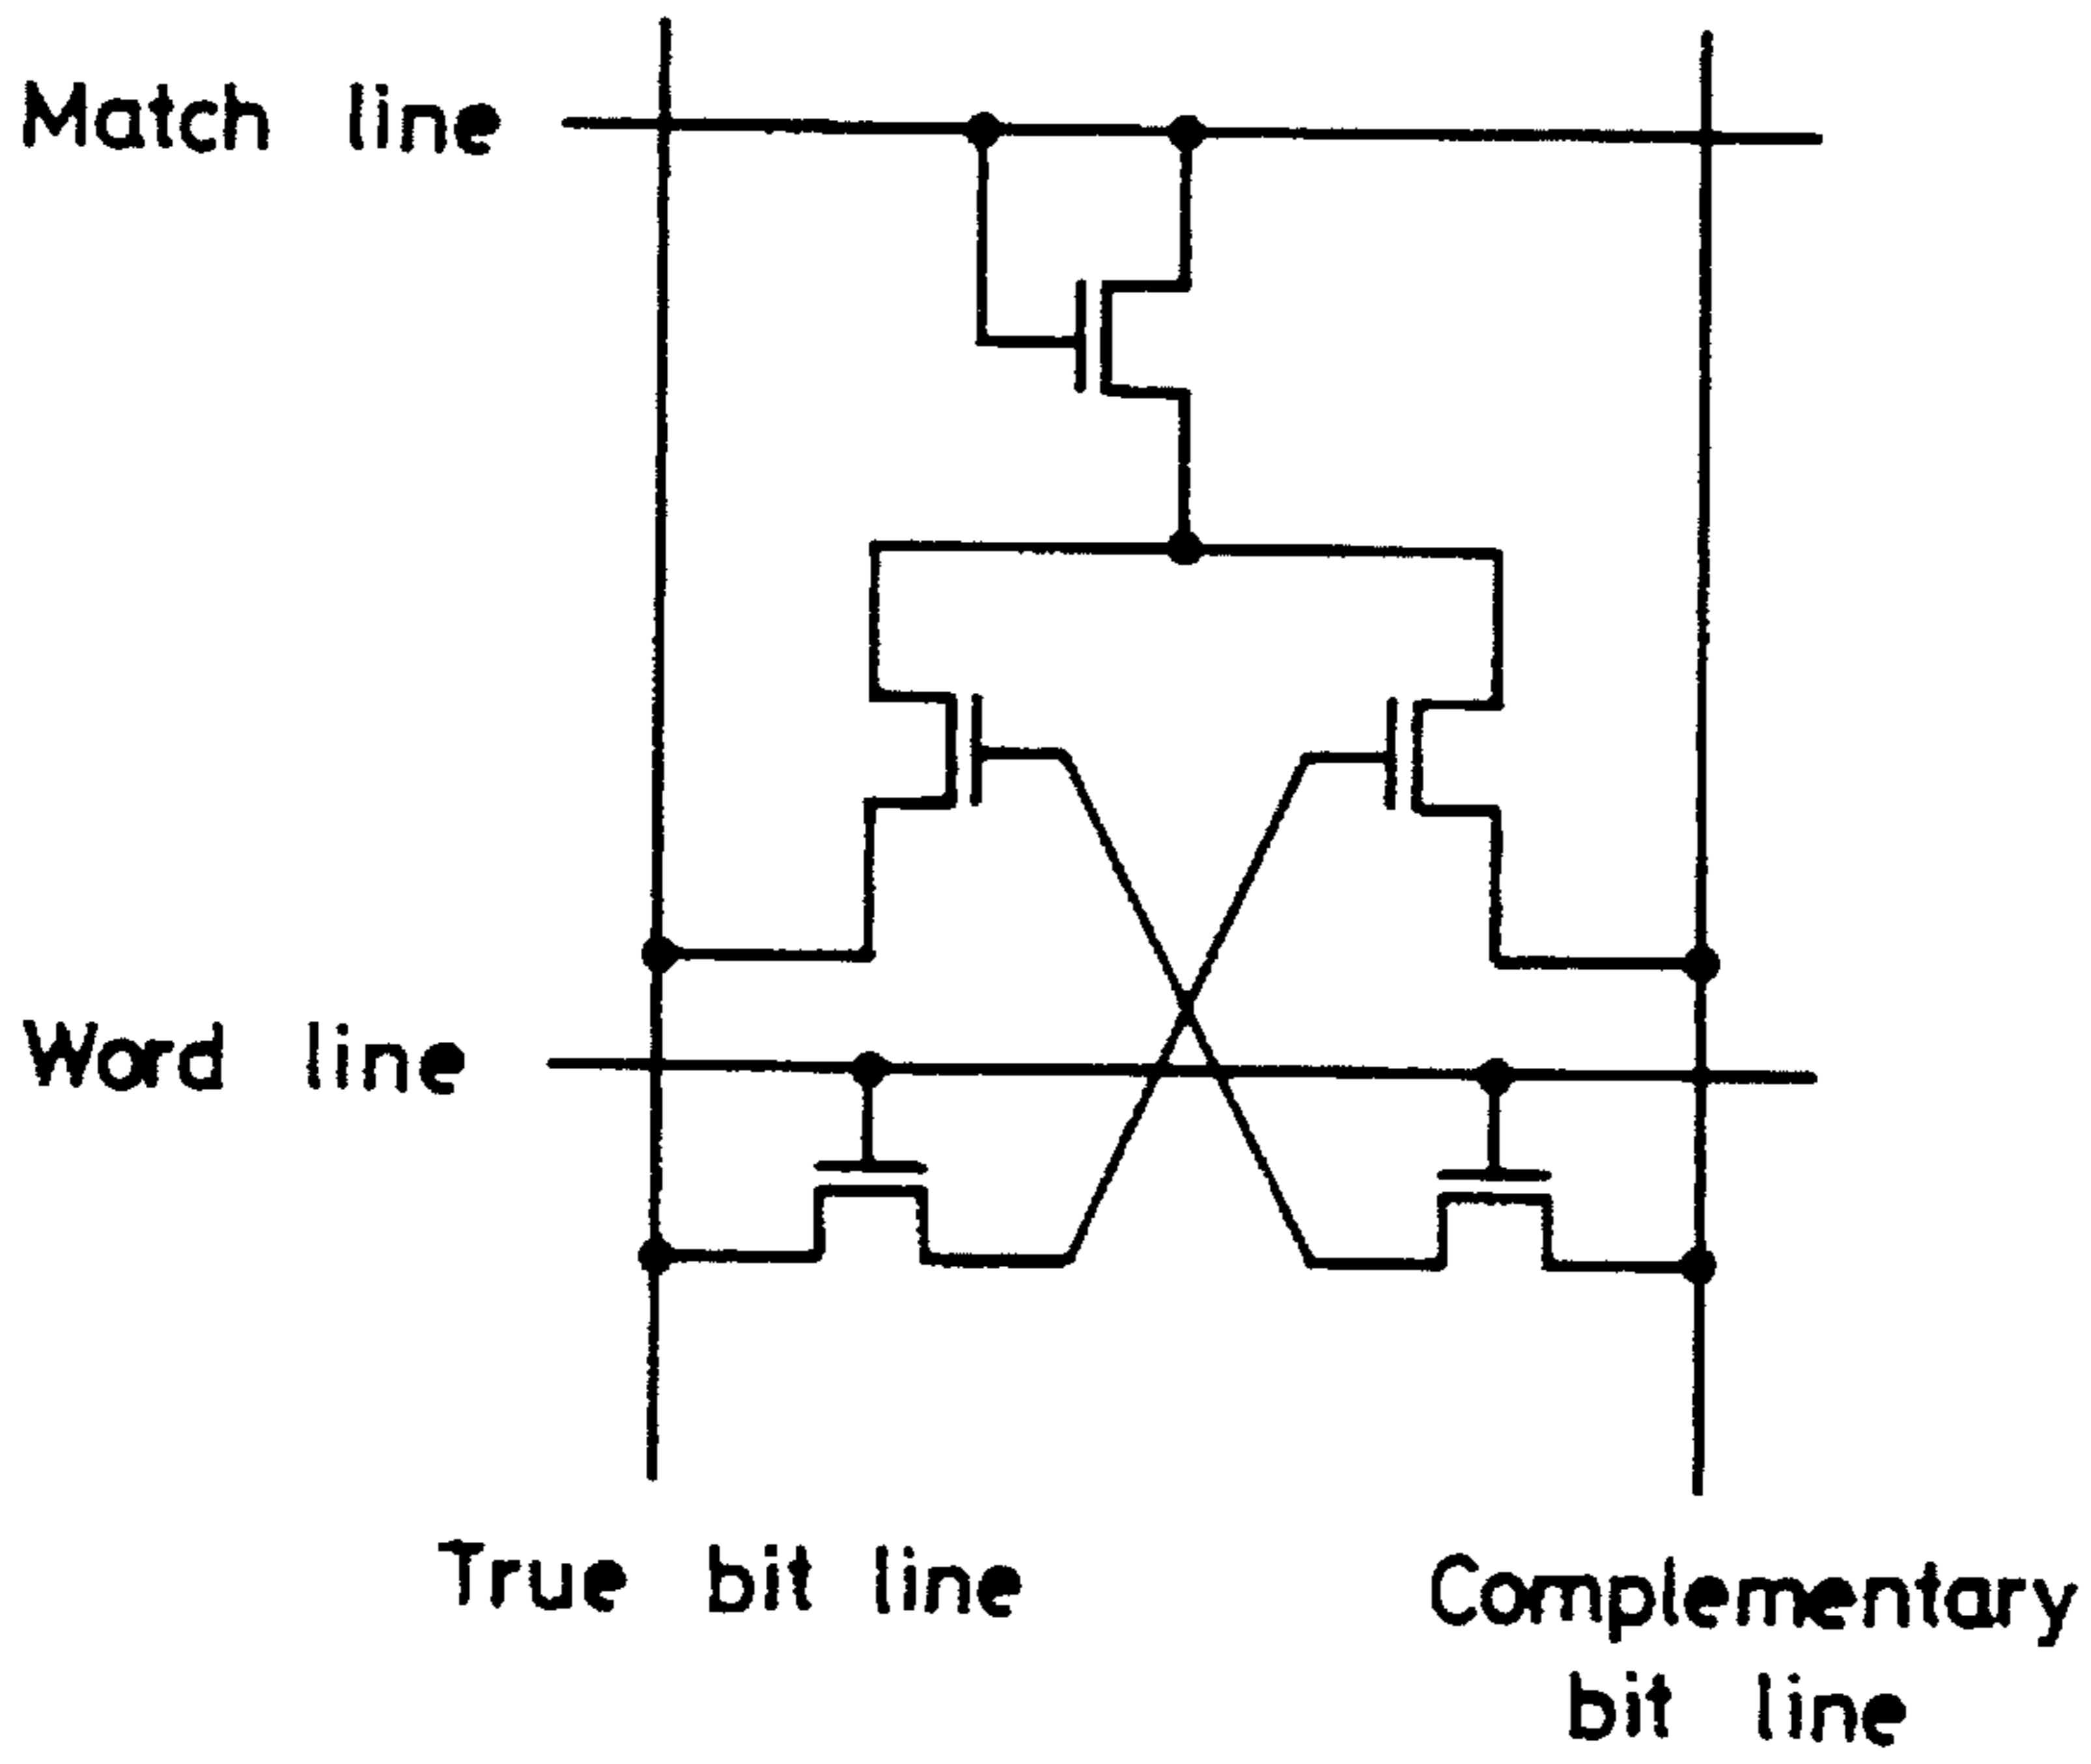 Match line
Word line
True bit line
Complementary
bit line